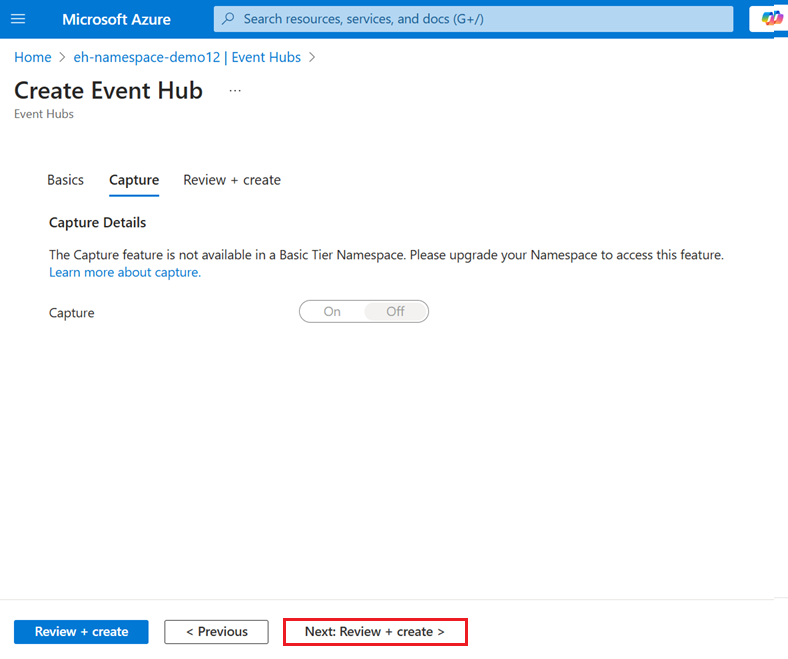 Microsoft Azure
Search resources, services, and docs (G+/)
Home > eh-namespace-demo12 | Event Hubs >
Create Event Hub ...
Event Hubs
Basics Capture Review + create
Capture Details
The Capture feature is not available in a Basic Tier Namespace. Please upgrade your Namespace to access this feature.
Learn more about capture.
Capture On Off
Review + create < Previous Next: Review + create >